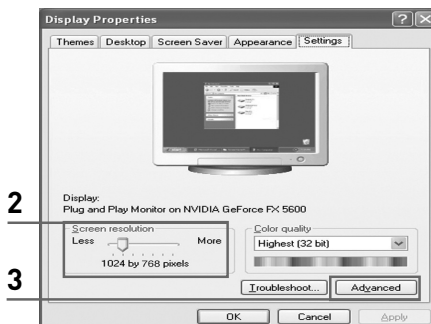 Display Properties
Themes Desktop Screen Saver Appearance Settings
Display:
Plug and Play Monitor on NVIDIA GeForce FX 5600
2
Screen resolution
Less More
1024 by 768 pixels
Color quality
Highest (32 bit)
3
Troubleshoot... Advanced
OK Cancel Apply